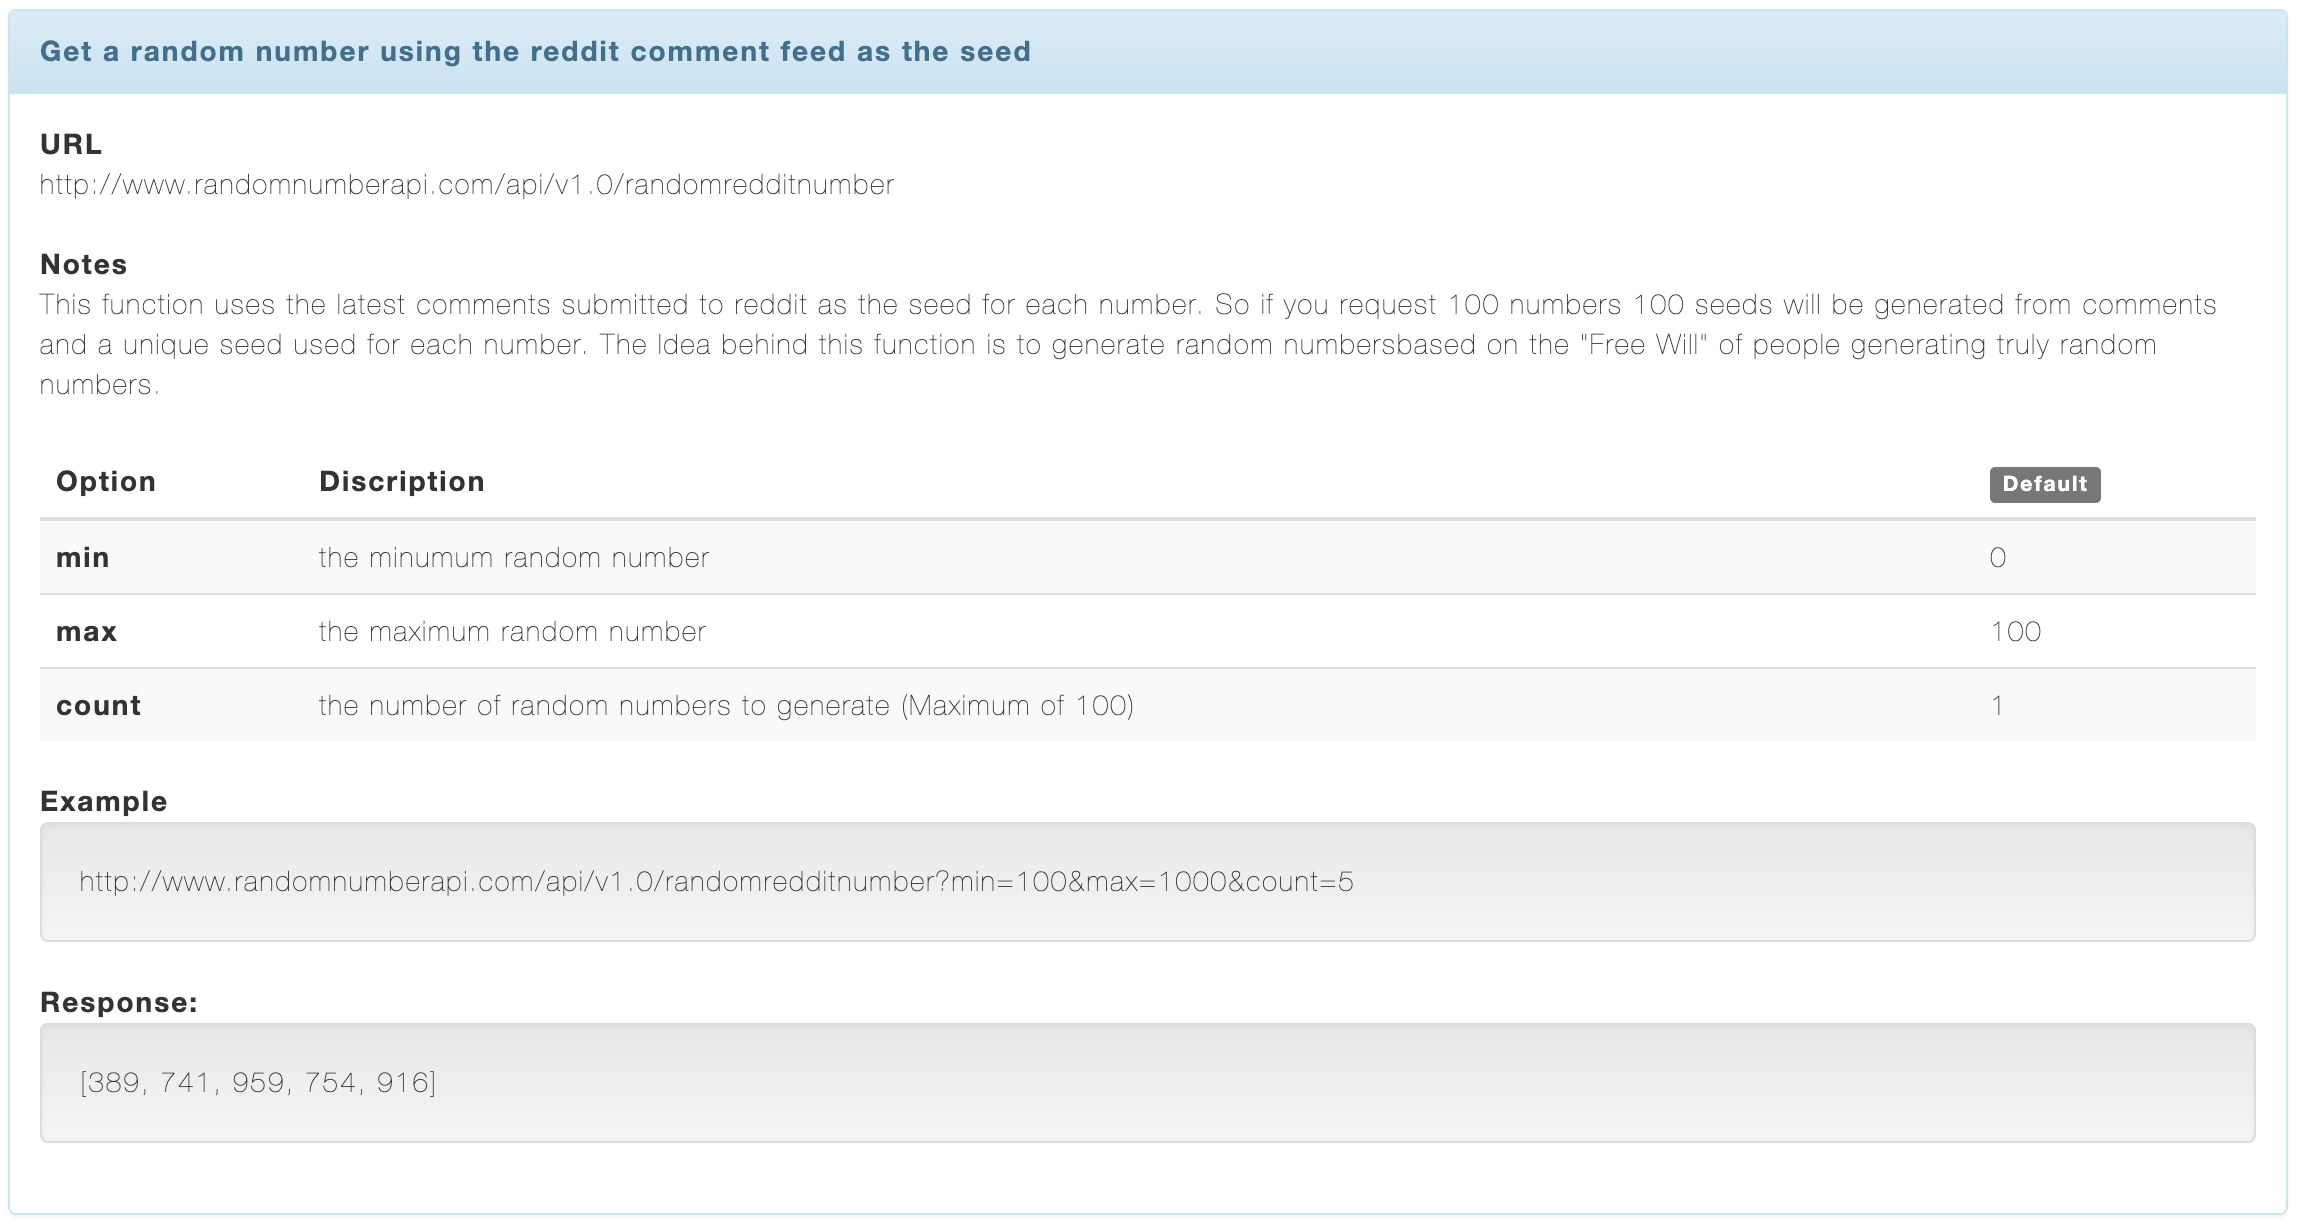 Get a random number using the reddit comment feed as the seed
URL
http://www.randomnumberapi.com/api/v1.0/randomredditnumber
Notes
This function uses the latest comments submitted to reddit as the seed for each number. So if you request 100 numbers 100 seeds will be generated from comments
and a unique seed used for each number. The Idea behind this function is to generate random numbersbased on the "Free Will" of people generating truly random
numbers.
Option Discription Default
min the minumum random number 0
max the maximum random number 100
count the number of random numbers to generate (Maximum of 100) 1
Example
http://www.randomnumberapi.com/api/v1.0/randomredditnumber?min=100&max=1000&count=5
Response:
[389, 741, 959, 754, 916]